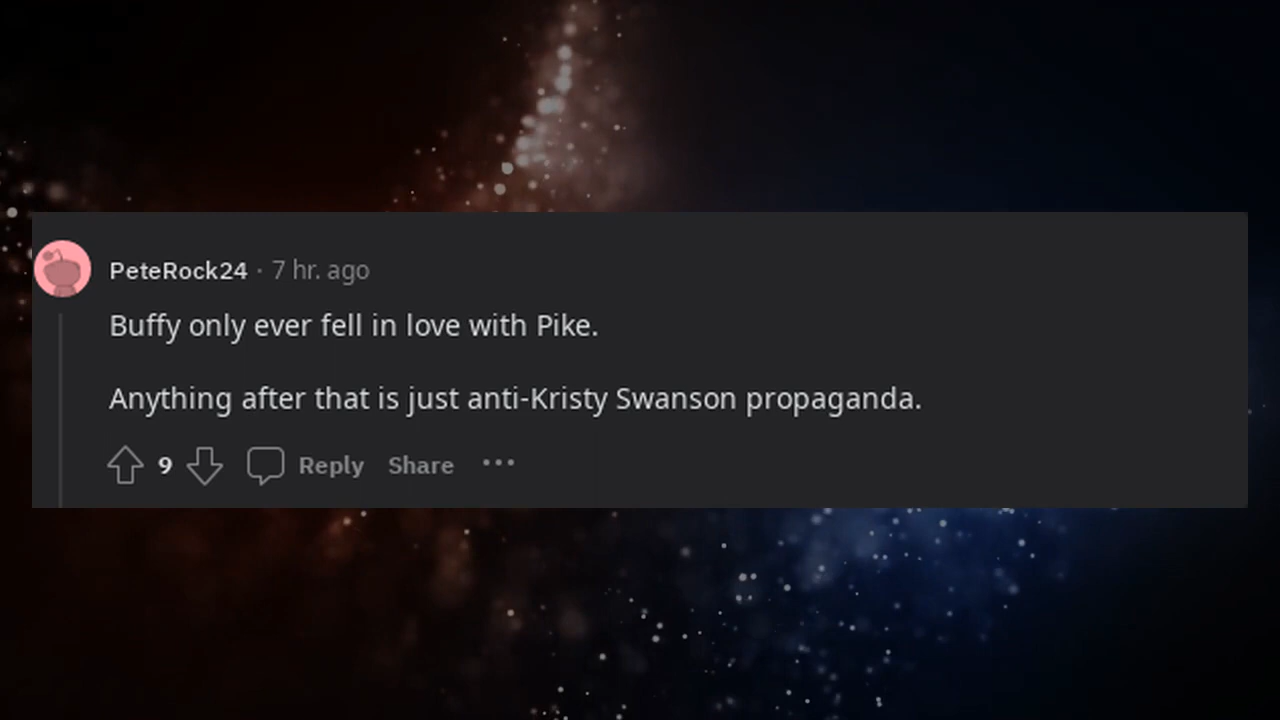 PeteRock24 · 7 hr. ago
Buffy only ever fell in love with Pike.
Anything after that is just anti-Kristy Swanson propaganda.
9 Reply Share ···